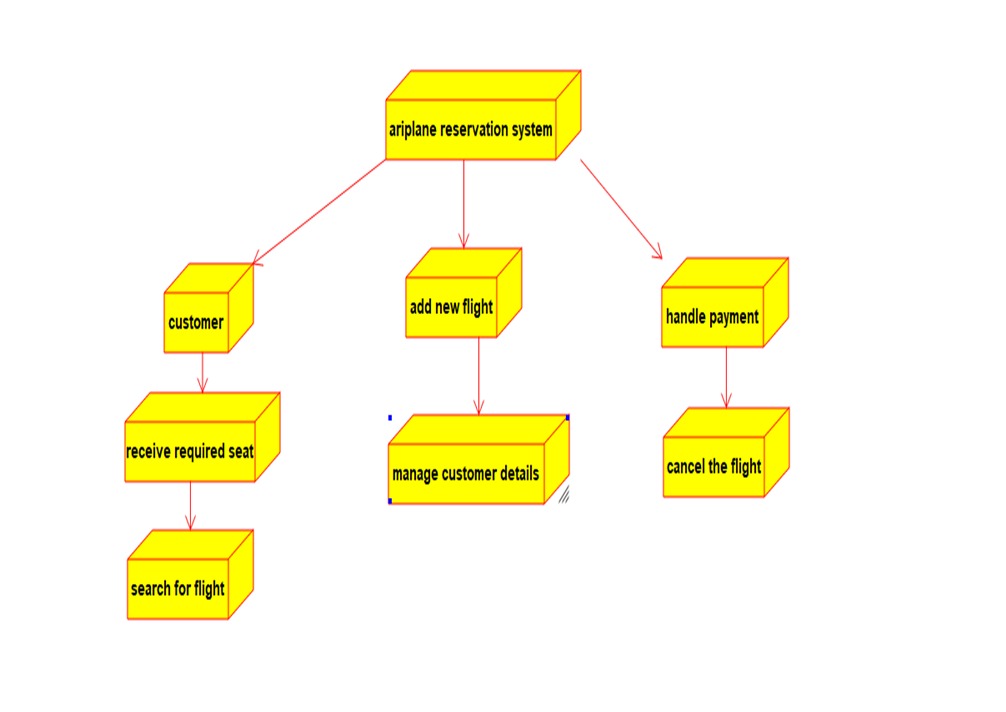 ariplane reservation system
customer
add new flight
handle payment
receive required seat
manage customer details
cancel the flight
search for flight